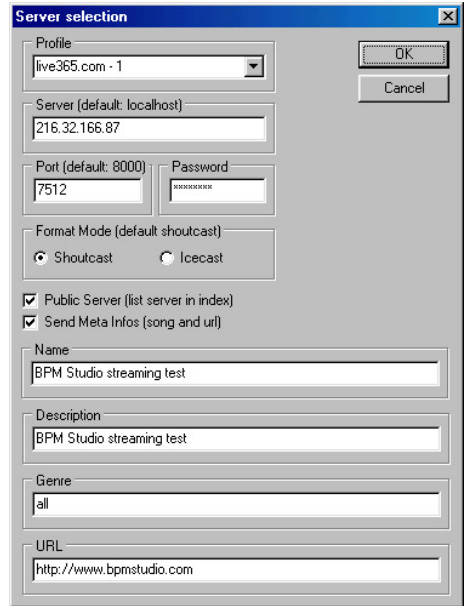 Server selection
Profile
live365.com - 1
OK
Cancel
Server (default: localhost)
216.32.166.87
Port (default: 8000)
Password
7512
xxxxxxxx
Format Mode (default shoutcast)
Shoutcast
Icecast
Public Server (list server in index)
Send Meta Infos (song and url)
Name
BPM Studio streaming test
Description
BPM Studio streaming test
Genre
all
URL
http://www.bpmstudio.com